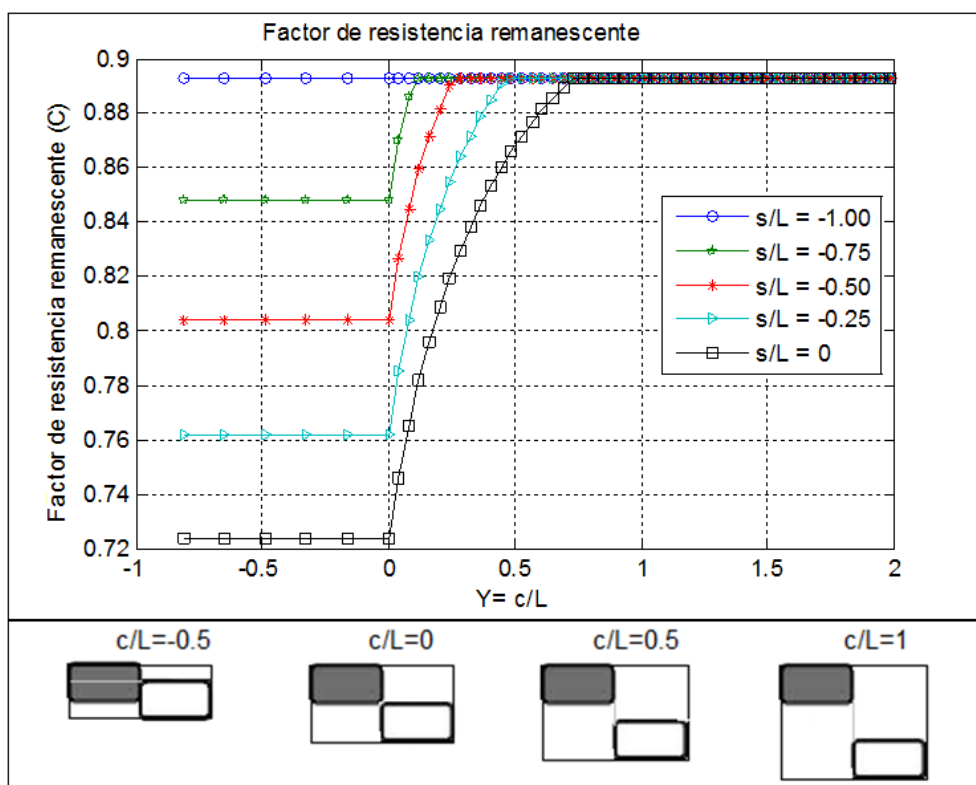 Factor de resistencia remanescente
Factor de resistencia remanescente (C)
0.9
0.88
0.86
0.84
0.82
0.8
0.78
0.76
0.74
0.72
-1
-0.5
0
0.5
1
1.5
2
Y= c/L
s/L = -1.00
s/L = -0.75
s/L = -0.50
s/L = -0.25
s/L = 0
c/L=-0.5
c/L=0
c/L=0.5
c/L=1